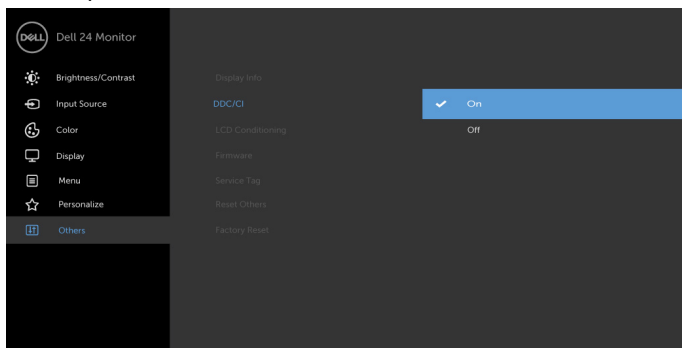 DELL Dell 24 Monitor
Brightness/Contrast
Input Source
Color
Display
Menu
Personalize
Others
Display Info
DDC/CI
LCD Conditioning
Firmware
Service Tag
Reset Others
Factory Reset
On
Off